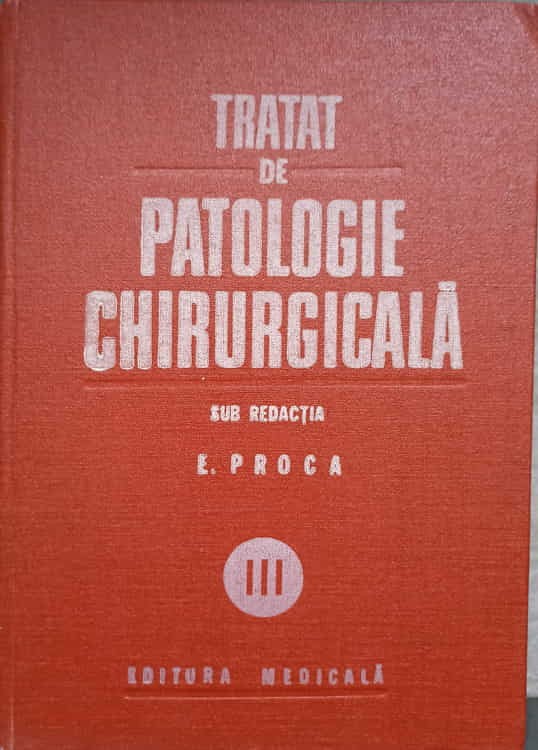 TRATAT
DE
PATOLOGIE
CHIRURGICALĂ
SUB REDACȚIA
E. PROCA
III
EDITURA MEDICALĂ